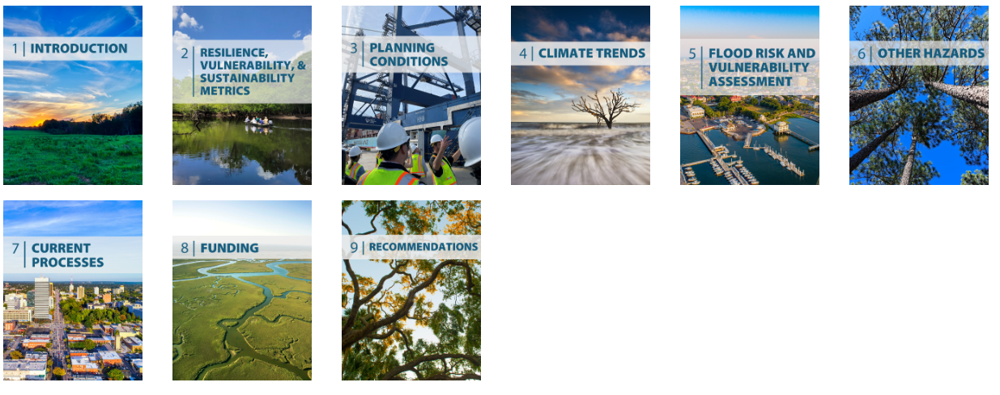 1 | INTRODUCTION
2 | RESILIENCE,
VULNERABILITY, &
SUSTAINABILITY
METRICS
3 | PLANNING
CONDITIONS
4 | CLIMATE TRENDS
5 | FLOOD RISK AND
VULNERABILITY
ASSESSMENT
6 | OTHER HAZARDS
7 | CURRENT
PROCESSES
8 | FUNDING
9 | RECOMMENDATIONS